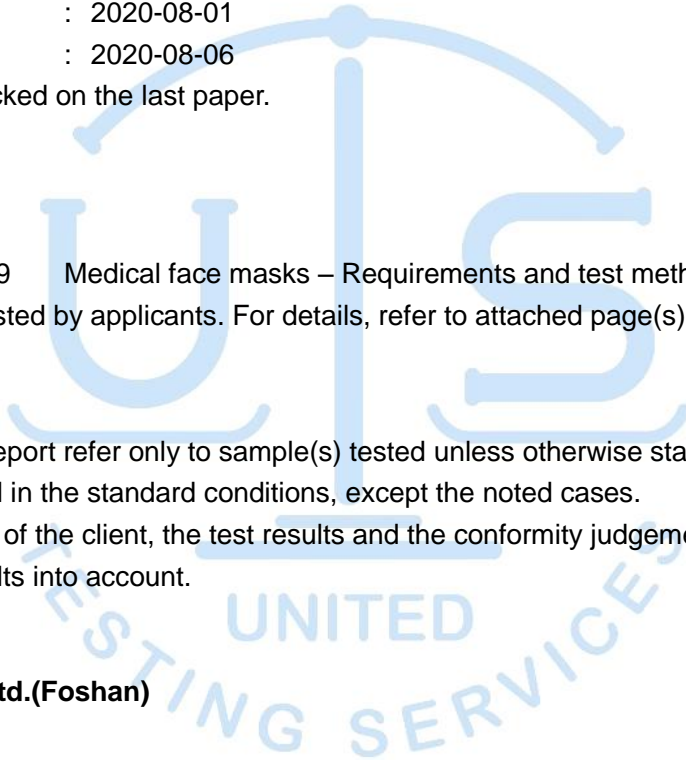 : 2020-08-01
: 2020-08-06
cked on the last paper.
9 Medical face masks – Requirements and test meth
sted by applicants. For details, refer to attached page(s)
eport refer only to sample(s) tested unless otherwise sta
d in the standard conditions, except the noted cases.
of the client, the test results and the conformity judgeme
lts into account.
td.(Foshan)
UTS
UNITED
TESTING SERVICES